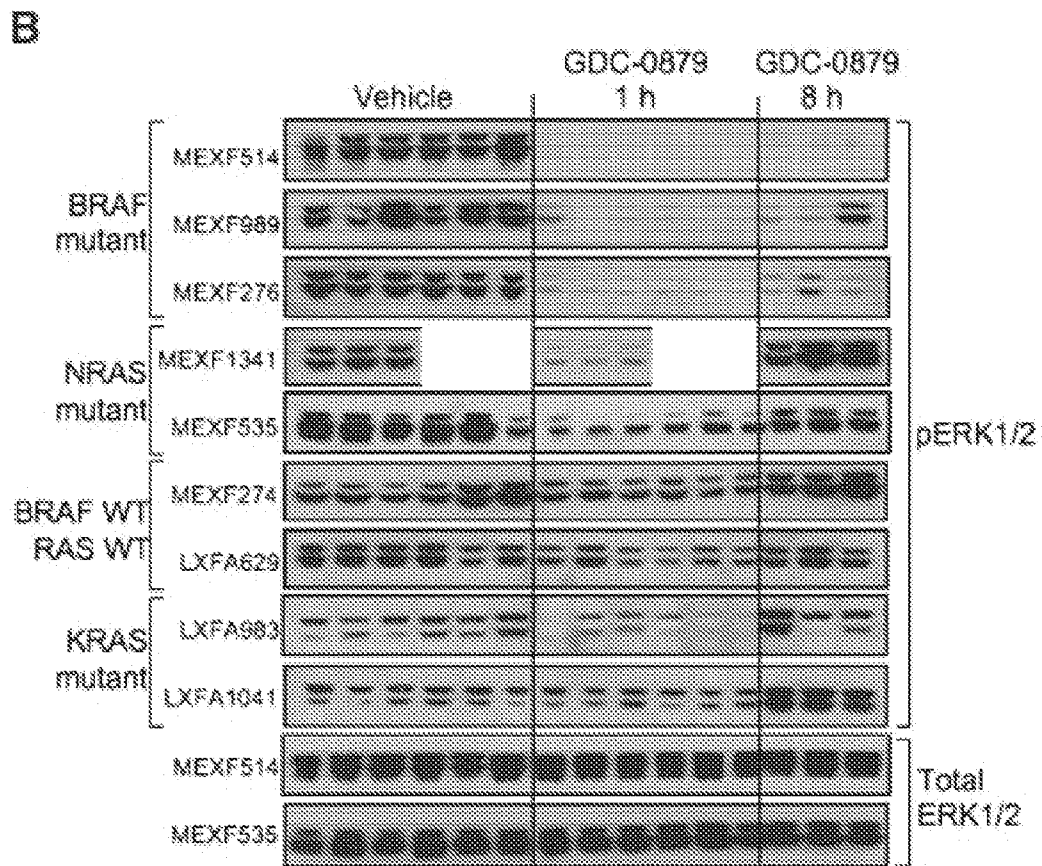 B
GDC-0879 GDC-0879
Vehicle 1 h 8 h
MEXF514
BRAF
mutant
MEXF989
MEXF276
NRAS
mutant
MEXF1341
MEXF535
pERK1/2
BRAF WT
RAS WT
MEXF274
LXFA629
KRAS
mutant
LXFA983
LXFA1041
MEXF514
Total
ERK1/2
MEXF535